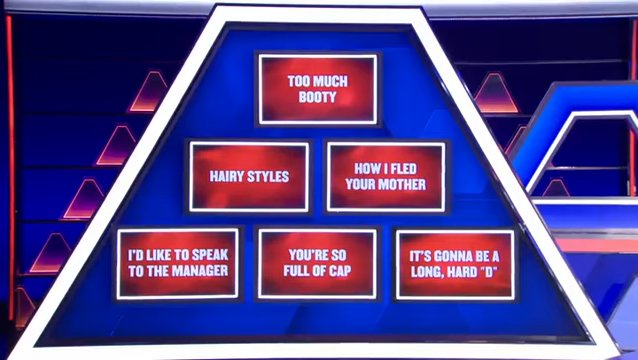 TOO MUCH
BOOTY
HAIRY STYLES
HOW I FLED
YOUR MOTHER
I'D LIKE TO SPEAK
TO THE MANAGER
YOU'RE SO
FULL OF CAP
IT'S GONNA BE A
LONG, HARD "D"